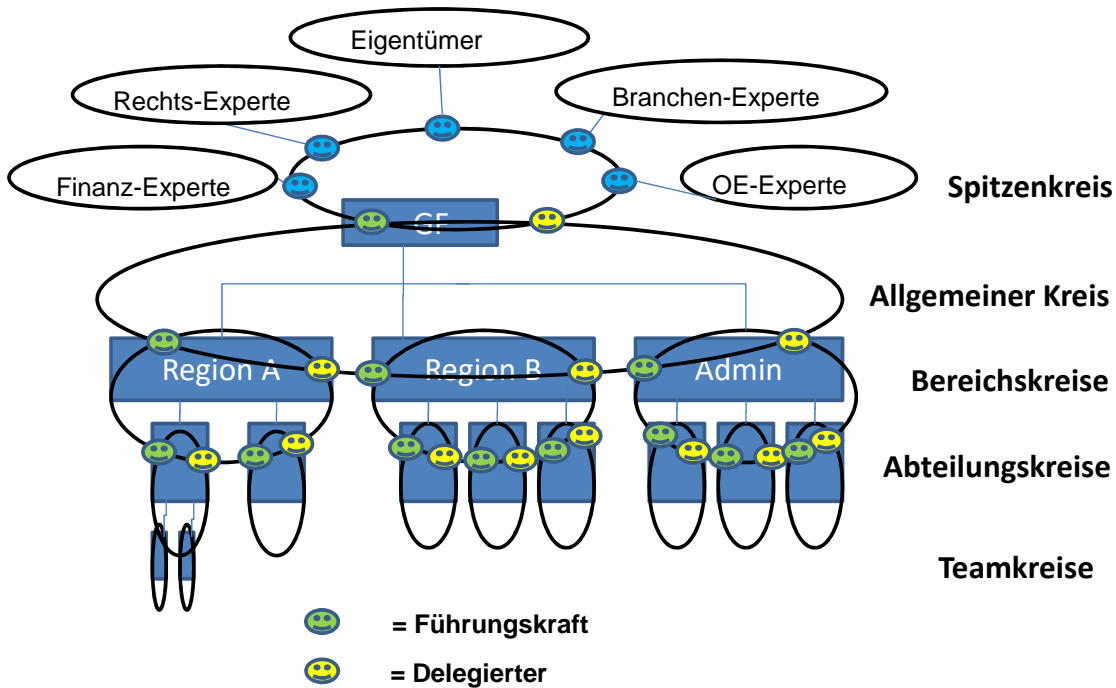 Eigentümer
Rechts-Experte
Branchen-Experte
Finanz-Experte
OE-Experte
Spitzenkreis
GF
Allgemeiner Kreis
Region A
Region B
Admin
Bereichskreise
Abteilungskreise
Teamkreise
= Führungskraft
= Delegierter